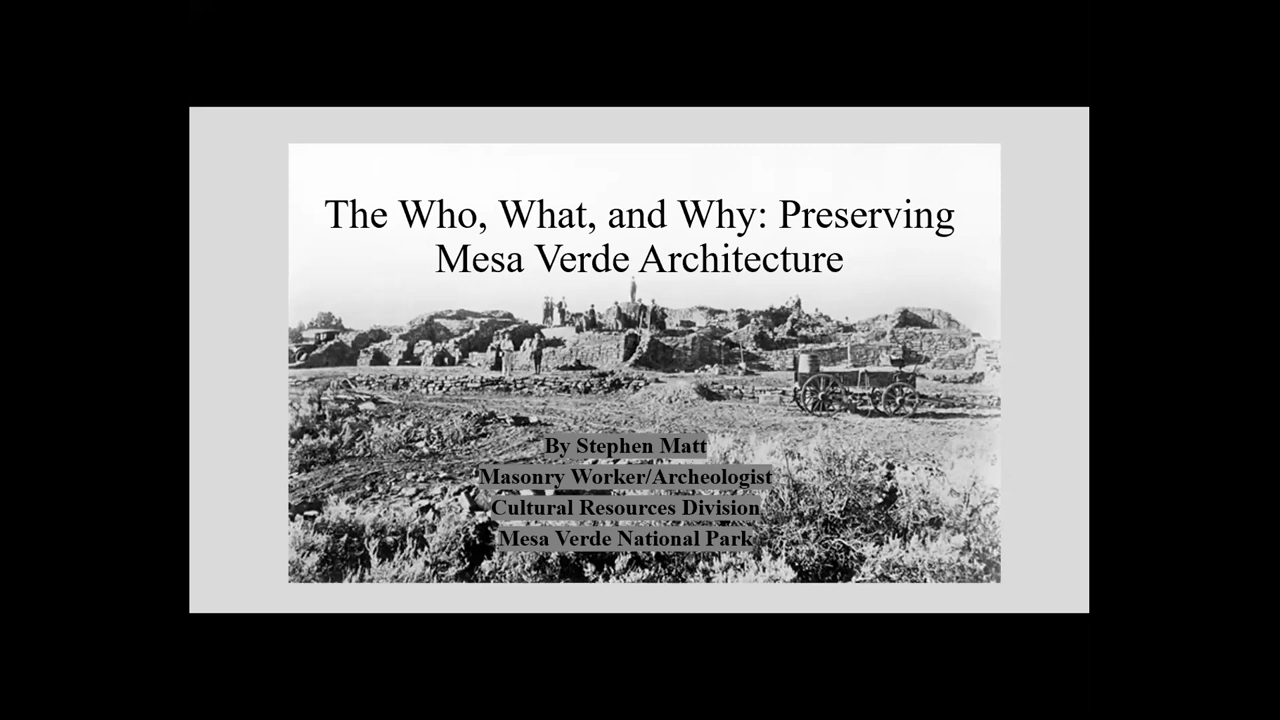 The Who, What, and Why: Preserving
Mesa Verde Architecture
By Stephen Matt
Masonry Worker/Archeologist
Cultural Resources Division
Mesa Verde National Park